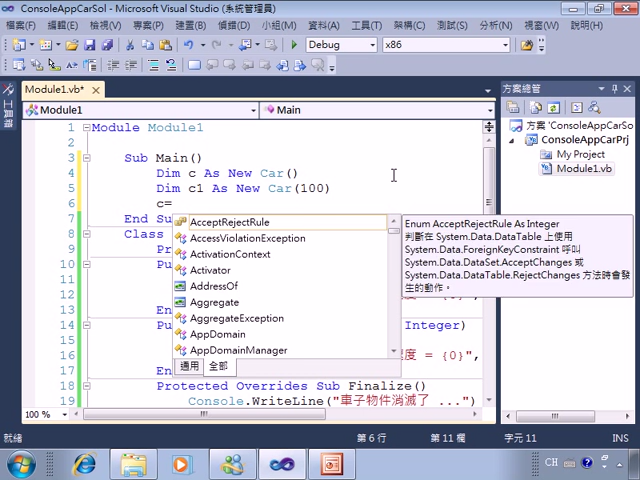 ConsoleAppCarSol - Microsoft Visual Studio (系統管理員)
檔案(F) 編輯(E) 檢視(V) 專案(P) 建置(B) 偵錯(D) 小組(M) 資料(A) 工具(T) 架構(C) 測試(S) 分析(N) 視窗(W) 說明(H)
Debug x86
Module1.vb*
工具箱
Module1 Main
1 Module Module1
2
3 Sub Main()
4 Dim c As New Car()
5 Dim c1 As New Car(100)
6 c=
7 End Su
8 Class
9 Pr
10 Pu
11
12 = {0}",
13 En
14 Pu Integer)
15
16 程度 = {0}",
17 En
18 Protected Overrides Sub Finalize()
19 Console.WriteLine("車子物件消滅了 ...")
AcceptRejectRule
AccessViolationException
ActivationContext
Activator
AddressOf
Aggregate
AggregateException
AppDomain
AppDomainManager
通用 全部
Enum AcceptRejectRule As Integer
判斷在 System.Data.DataTable 上使用
System.Data.ForeignKeyConstraint 時呼叫
System.Data.DataSet.AcceptChanges 或
System.Data.DataTable.RejectChanges 方法時會發
生的動作。
方案總管
方案 'ConsoleAppCarSo
ConsoleAppCarPrj
My Project
Module1.vb
100 %
就緒 第 6 行 第 11 欄 字元 11 INS
CH